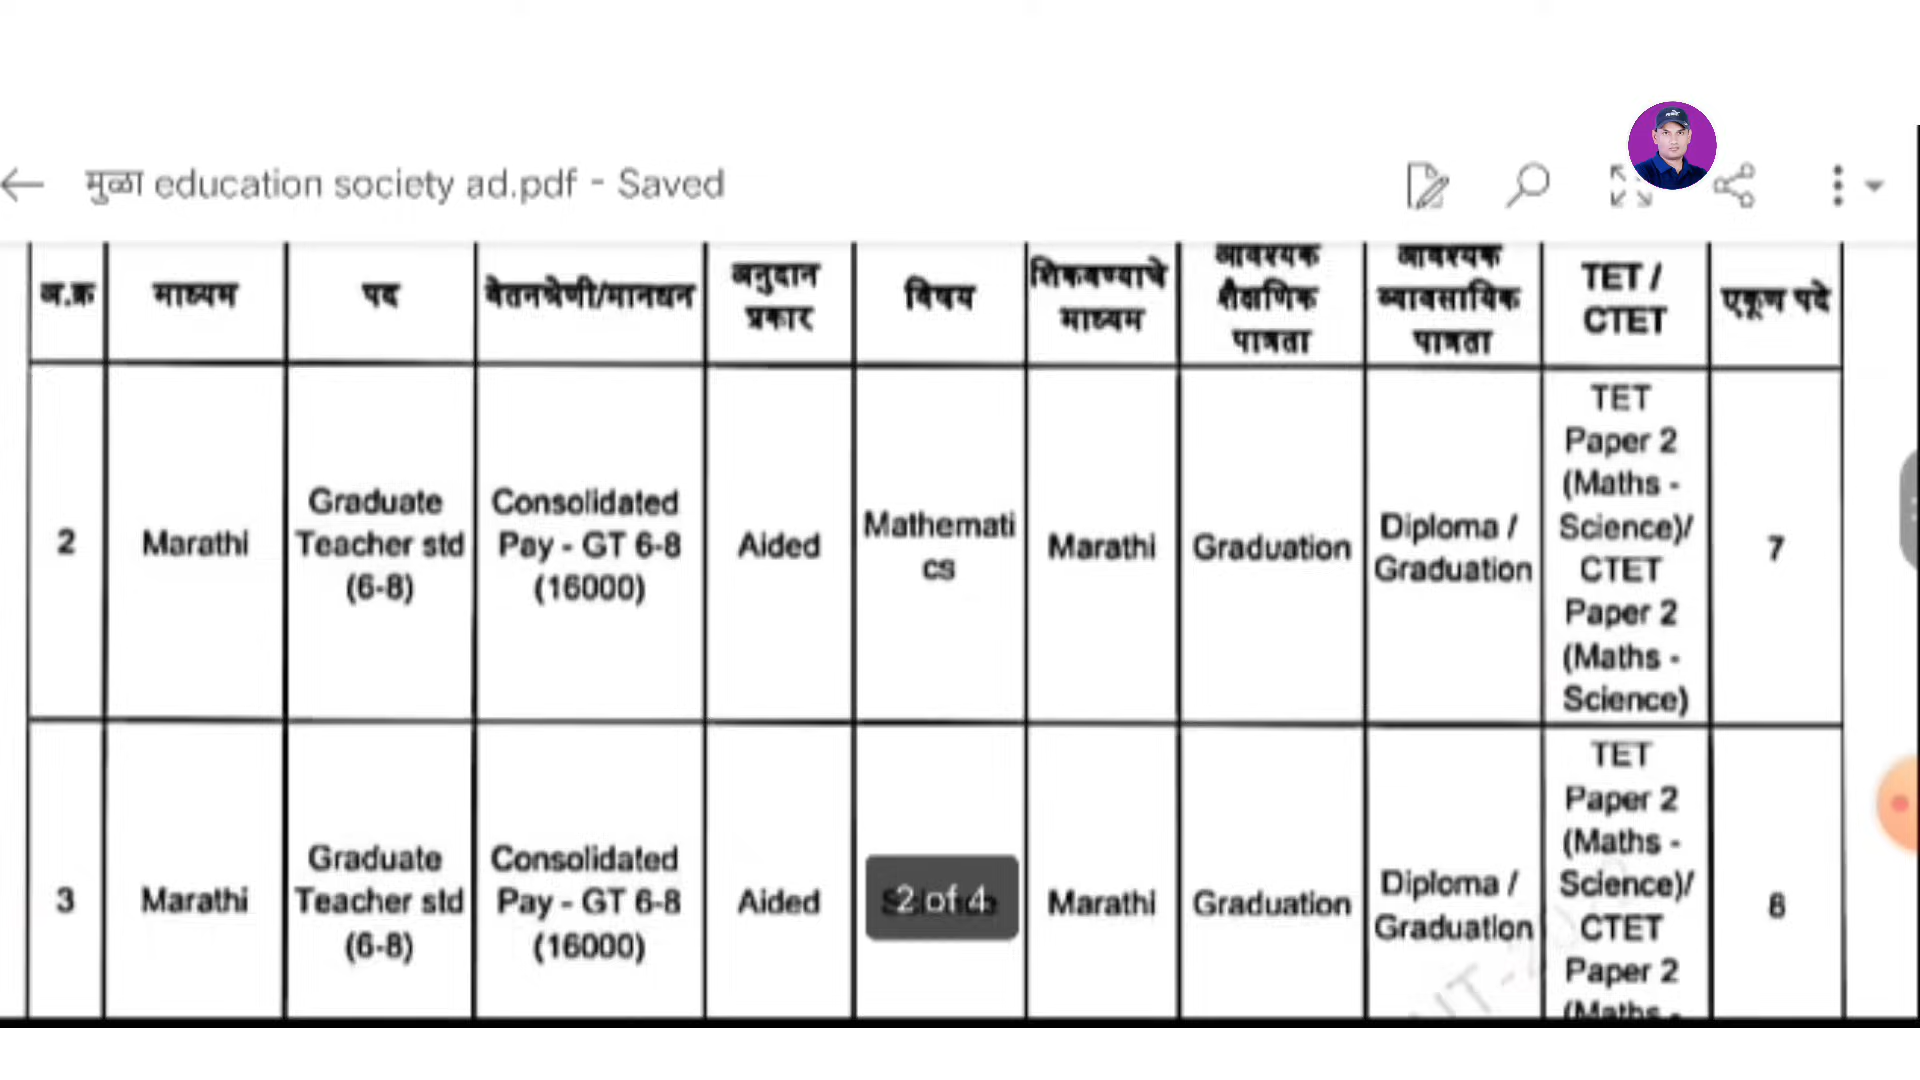 मुळा education society ad.pdf - Saved
अ.क्र
माध्यम
पद
वेतनश्रेणी/मानधन
अनुदान
प्रकार
विषय
शिकवण्याचे
माध्यम
आवश्यक
शैक्षणिक
पात्रता
आवश्यक
व्यावसायिक
पात्रता
TET /
CTET
एकूण पदे
2
Marathi
Graduate
Teacher std
(6-8)
Consolidated
Pay - GT 6-8
(16000)
Aided
Mathemati
cs
Marathi
Graduation
Diploma /
Graduation
TET
Paper 2
(Maths -
Science)/
CTET
Paper 2
(Maths -
Science)
7
3
Marathi
Graduate
Teacher std
(6-8)
Consolidated
Pay - GT 6-8
(16000)
Aided
2 of 4
Marathi
Graduation
Diploma /
Graduation
TET
Paper 2
(Maths -
Science)/
CTET
Paper 2
(Maths -